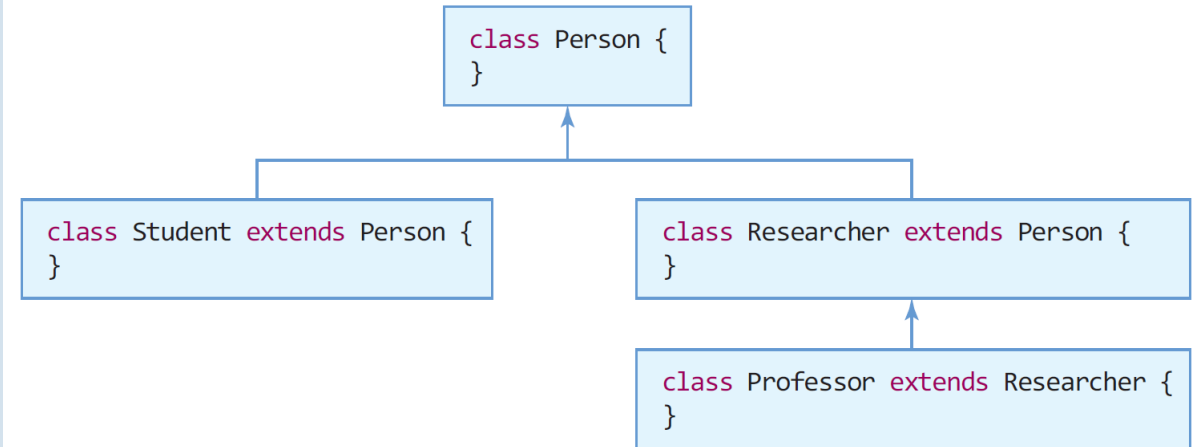 class Person {
}
class Student extends Person {
}
class Researcher extends Person {
}
class Professor extends Researcher {
}